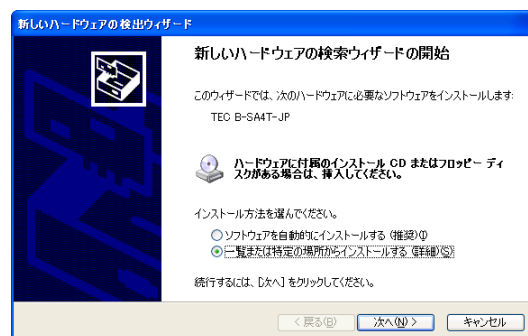 新しいハードウェアの検出ウィザード
新しいハードウェアの検索ウィザードの開始
このウィザードでは、次のハードウェアに必要なソフトウェアをインストールします:
TEC B-SA4T-JP
ハードウェアに付属のインストール CD またはフロッピー ディ
スクがある場合は、挿入してください。
インストール方法を選んでください。
ソフトウェアを自動的にインストールする (推奨)(I)
一覧または特定の場所からインストールする (詳細)(S)
続行するには、[次へ] をクリックしてください。
< 戻る(B) 次へ(N) > キャンセル